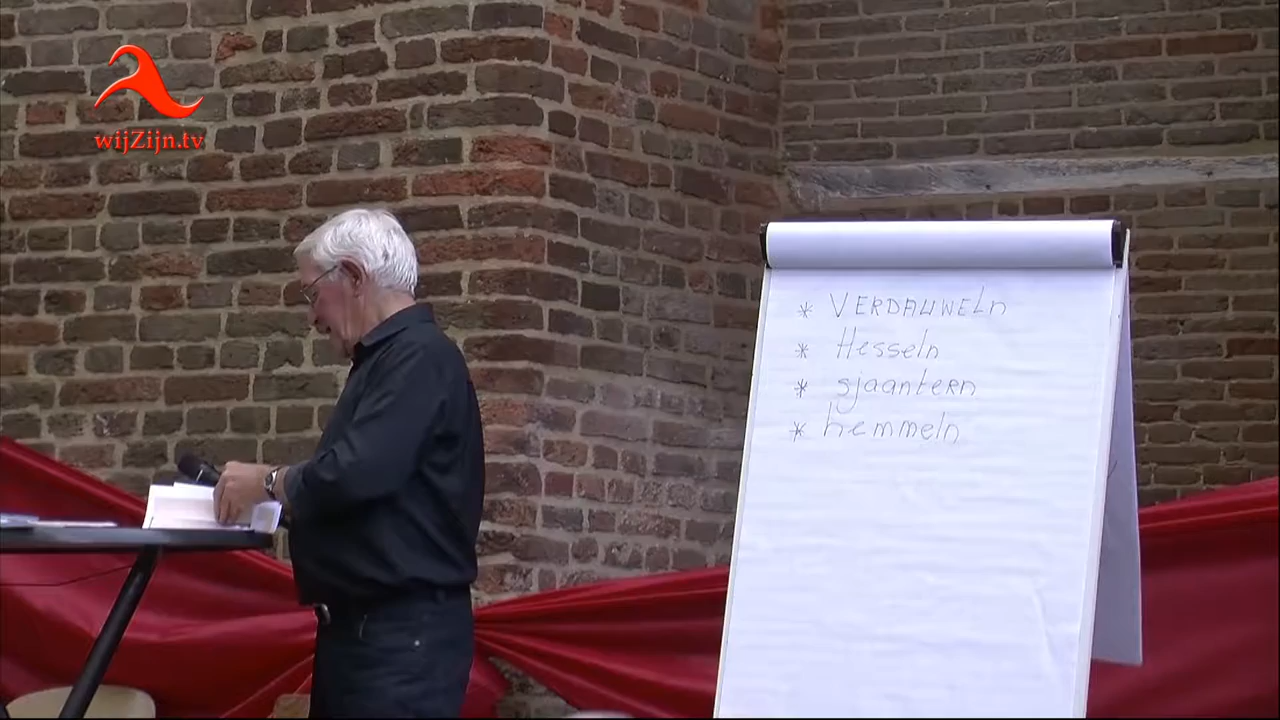 wijZijn.tv
* VERDAUWELn
* Hesseln
* sjaantern
* hemmeln